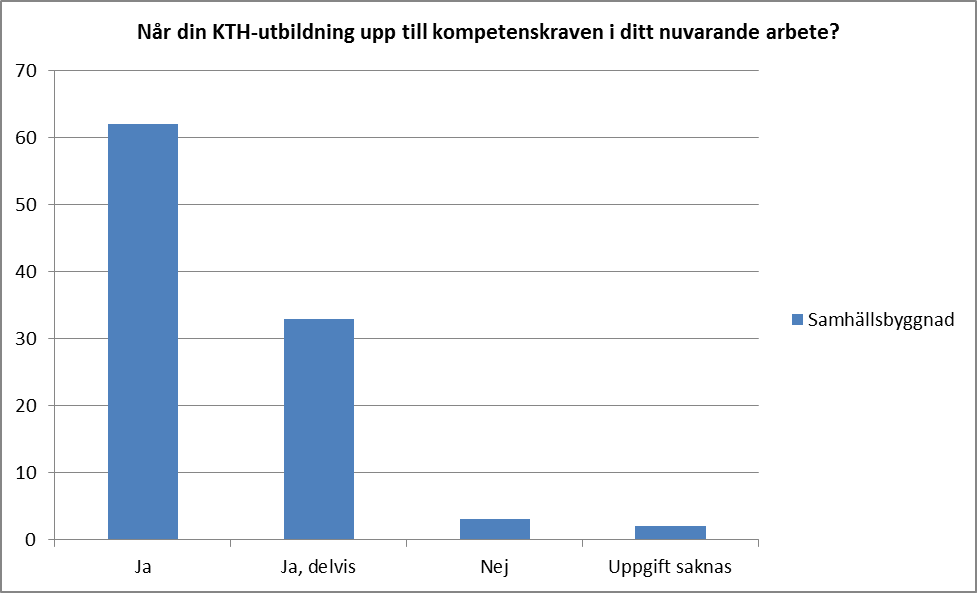 Når din KTH-utbildning upp till kompetenskraven i ditt nuvarande arbete?
70
60
50
40
30
20
10
0
Ja
Ja, delvis
Nej
Uppgift saknas
Samhällsbyggnad